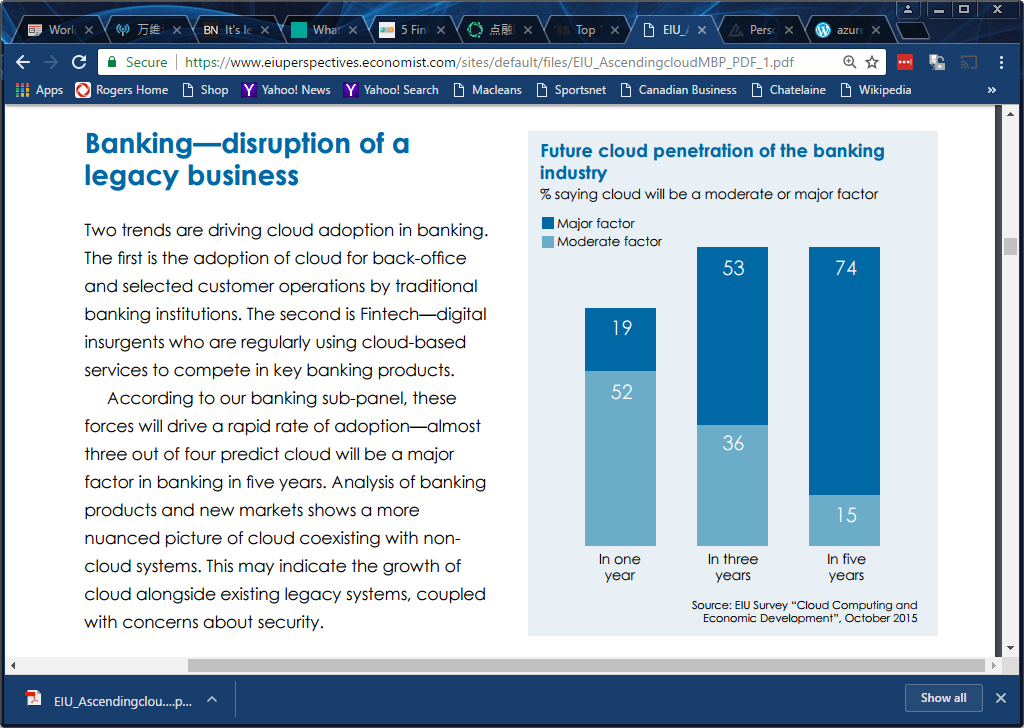 Worl
万维
BN It's le
What
5 Fin
点融
Top
EIU_
Perso
azure
Secure https://www.eiuperspectives.economist.com/sites/default/files/EIU_AscendingcloudMBP_PDF_1.pdf
Apps Rogers Home Shop Yahoo! News Yahoo! Search Macleans Sportsnet Canadian Business Chatelaine Wikipedia »
Banking—disruption of a
legacy business
Two trends are driving cloud adoption in banking.
The first is the adoption of cloud for back-office
and selected customer operations by traditional
banking institutions. The second is Fintech—digital
insurgents who are regularly using cloud-based
services to compete in key banking products.
According to our banking sub-panel, these
forces will drive a rapid rate of adoption—almost
three out of four predict cloud will be a major
factor in banking in five years. Analysis of banking
products and new markets shows a more
nuanced picture of cloud coexisting with non-
cloud systems. This may indicate the growth of
cloud alongside existing legacy systems, coupled
with concerns about security.
Future cloud penetration of the banking
industry
% saying cloud will be a moderate or major factor
Major factor
Moderate factor
19
52
53
36
74
15
In one
year
In three
years
In five
years
Source: EIU Survey “Cloud Computing and
Economic Development”, October 2015
EIU_Ascendingclou....p...
Show all